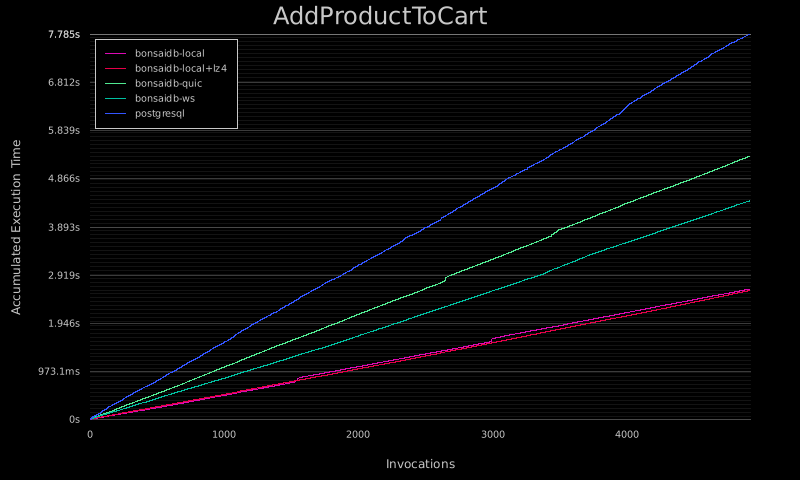 AddProductToCart
7.785s
bonsaidb-local
bonsaidb-local+lz4
bonsaidb-quic
bonsaidb-ws
postgresql
6.812s
5.839s
4.866s
3.893s
2.919s
1.946s
973.1ms
0s
Accumulated Execution Time
0 1000 2000 3000 4000
Invocations